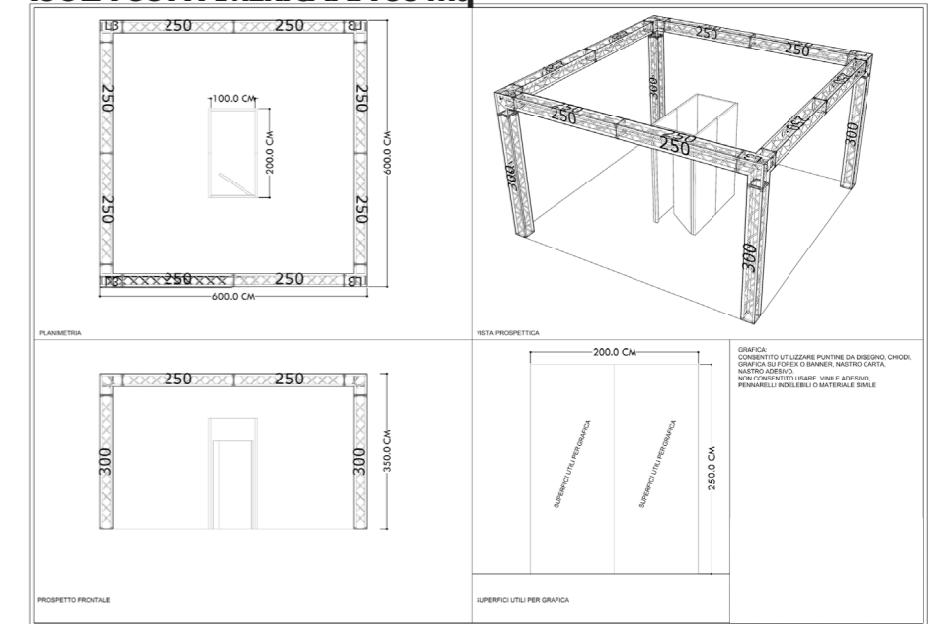 250 250
250 250
100.0 CM
200.0 CM
600.0 CM
250 250
250 250
600.0 CM
PLANIMETRIA
250 250
250 250
250
300 300
300 300
VISTA PROSPETTICA
250 250
300 300
350.0 CM
PROSPETTO FRONTALE
200.0 CM
SUPERFICI UTILI PER GRAFICA
SUPERFICI UTILI PER GRAFICA
250.0 CM
SUPERFICI UTILI PER GRAFICA
GRAFICA:
CONSENTITO UTLIZZARE PUNTINE DA DISEGNO, CHIODI,
GRAFICA SU FOFEX O BANNER, NASTRO CARTA,
NASTRO ADESIVO.
NON CONSENTITO USARE VINILE ADESIVO,
PENNARELLI INDELEBILI O MATERIALE SIMILE